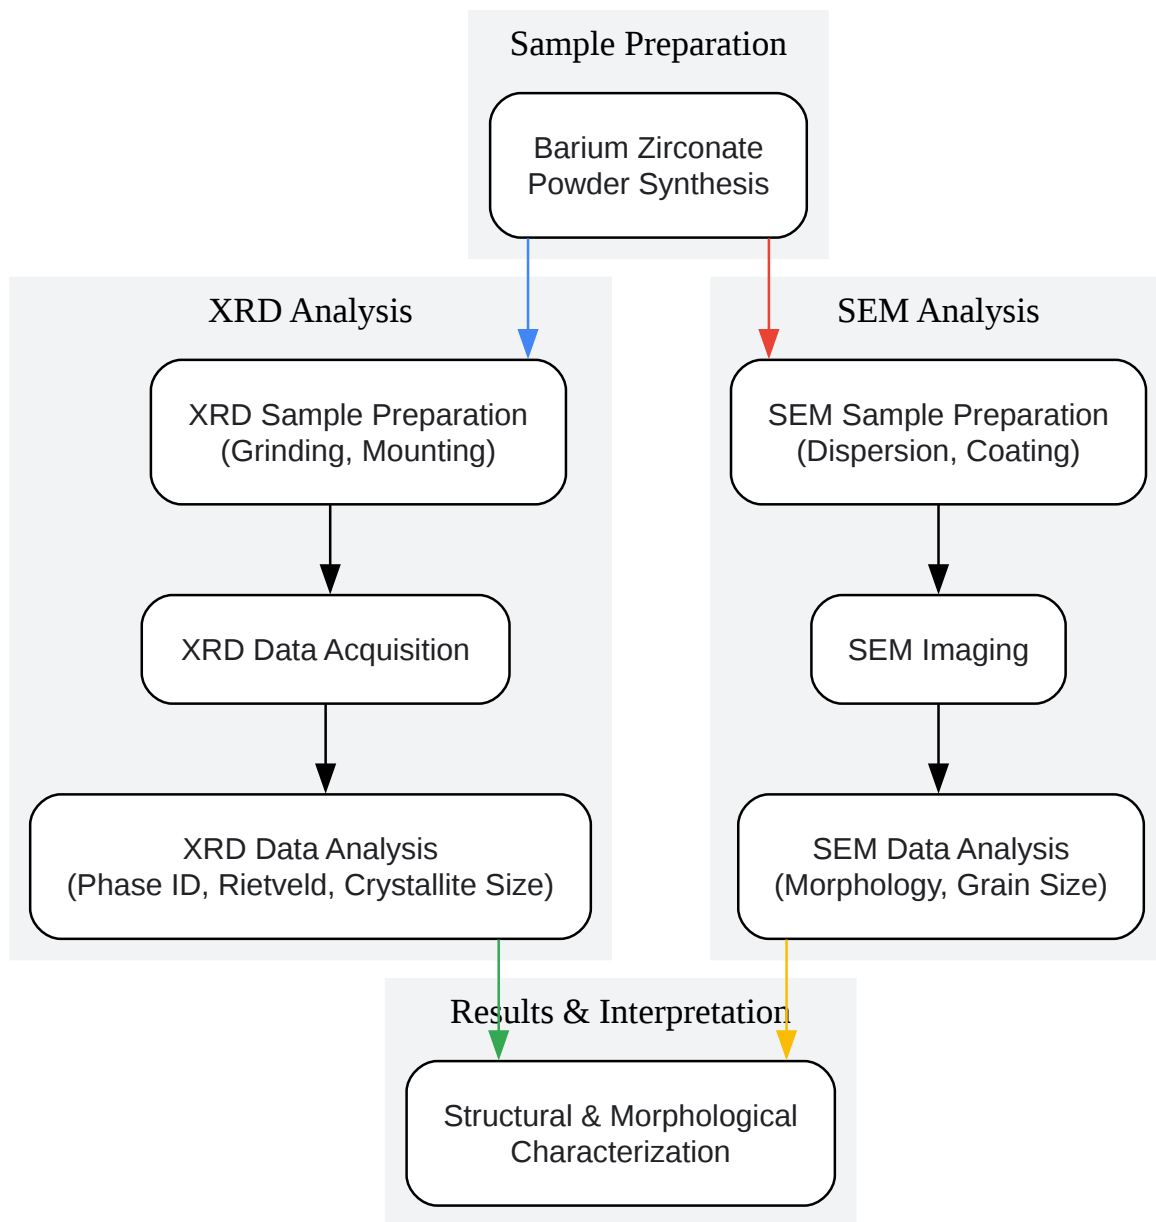 Sample Preparation
Barium Zirconate
Powder Synthesis
XRD Analysis
SEM Analysis
XRD Sample Preparation
(Grinding, Mounting)
SEM Sample Preparation
(Dispersion, Coating)
XRD Data Acquisition
SEM Imaging
XRD Data Analysis
(Phase ID, Rietveld, Crystallite Size)
SEM Data Analysis
(Morphology, Grain Size)
Results & Interpretation
Structural & Morphological
Characterization